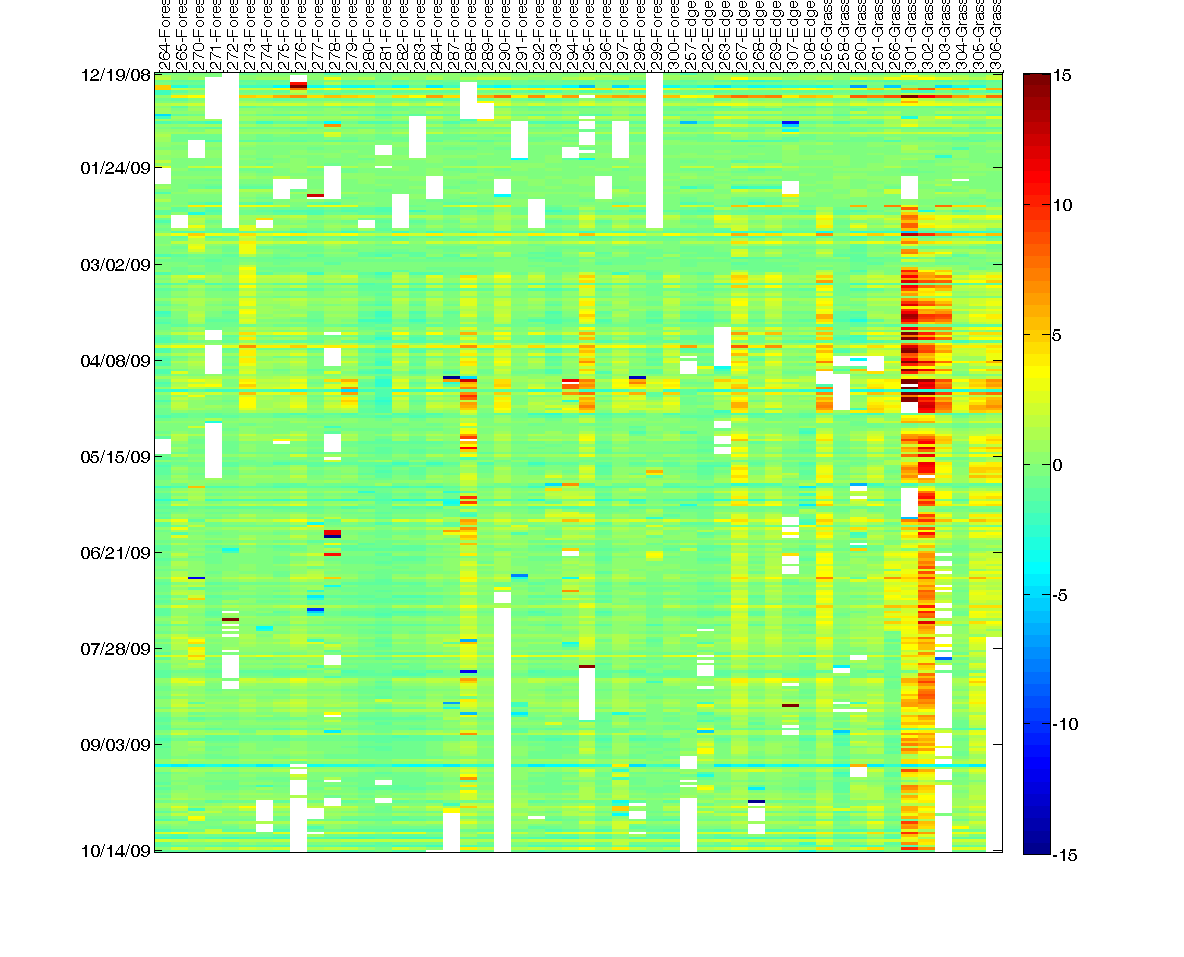 264-Fores
265-Fores
270-Fores
271-Fores
272-Fores
273-Fores
274-Fores
275-Fores
276-Fores
277-Fores
278-Fores
279-Fores
280-Fores
281-Fores
282-Fores
283-Fores
284-Fores
287-Fores
288-Fores
289-Fores
290-Fores
291-Fores
292-Fores
293-Fores
294-Fores
295-Fores
296-Fores
297-Fores
298-Fores
299-Fores
300-Fores
257-Edge
262-Edge
263-Edge
267-Edge
268-Edge
269-Edge
307-Edge
308-Edge
256-Grass
258-Grass
260-Grass
261-Grass
266-Grass
301-Grass
302-Grass
303-Grass
304-Grass
305-Grass
306-Grass
12/19/08
01/24/09
03/02/09
04/08/09
05/15/09
06/21/09
07/28/09
09/03/09
10/14/09
15
10
5
0
-5
-10
-15